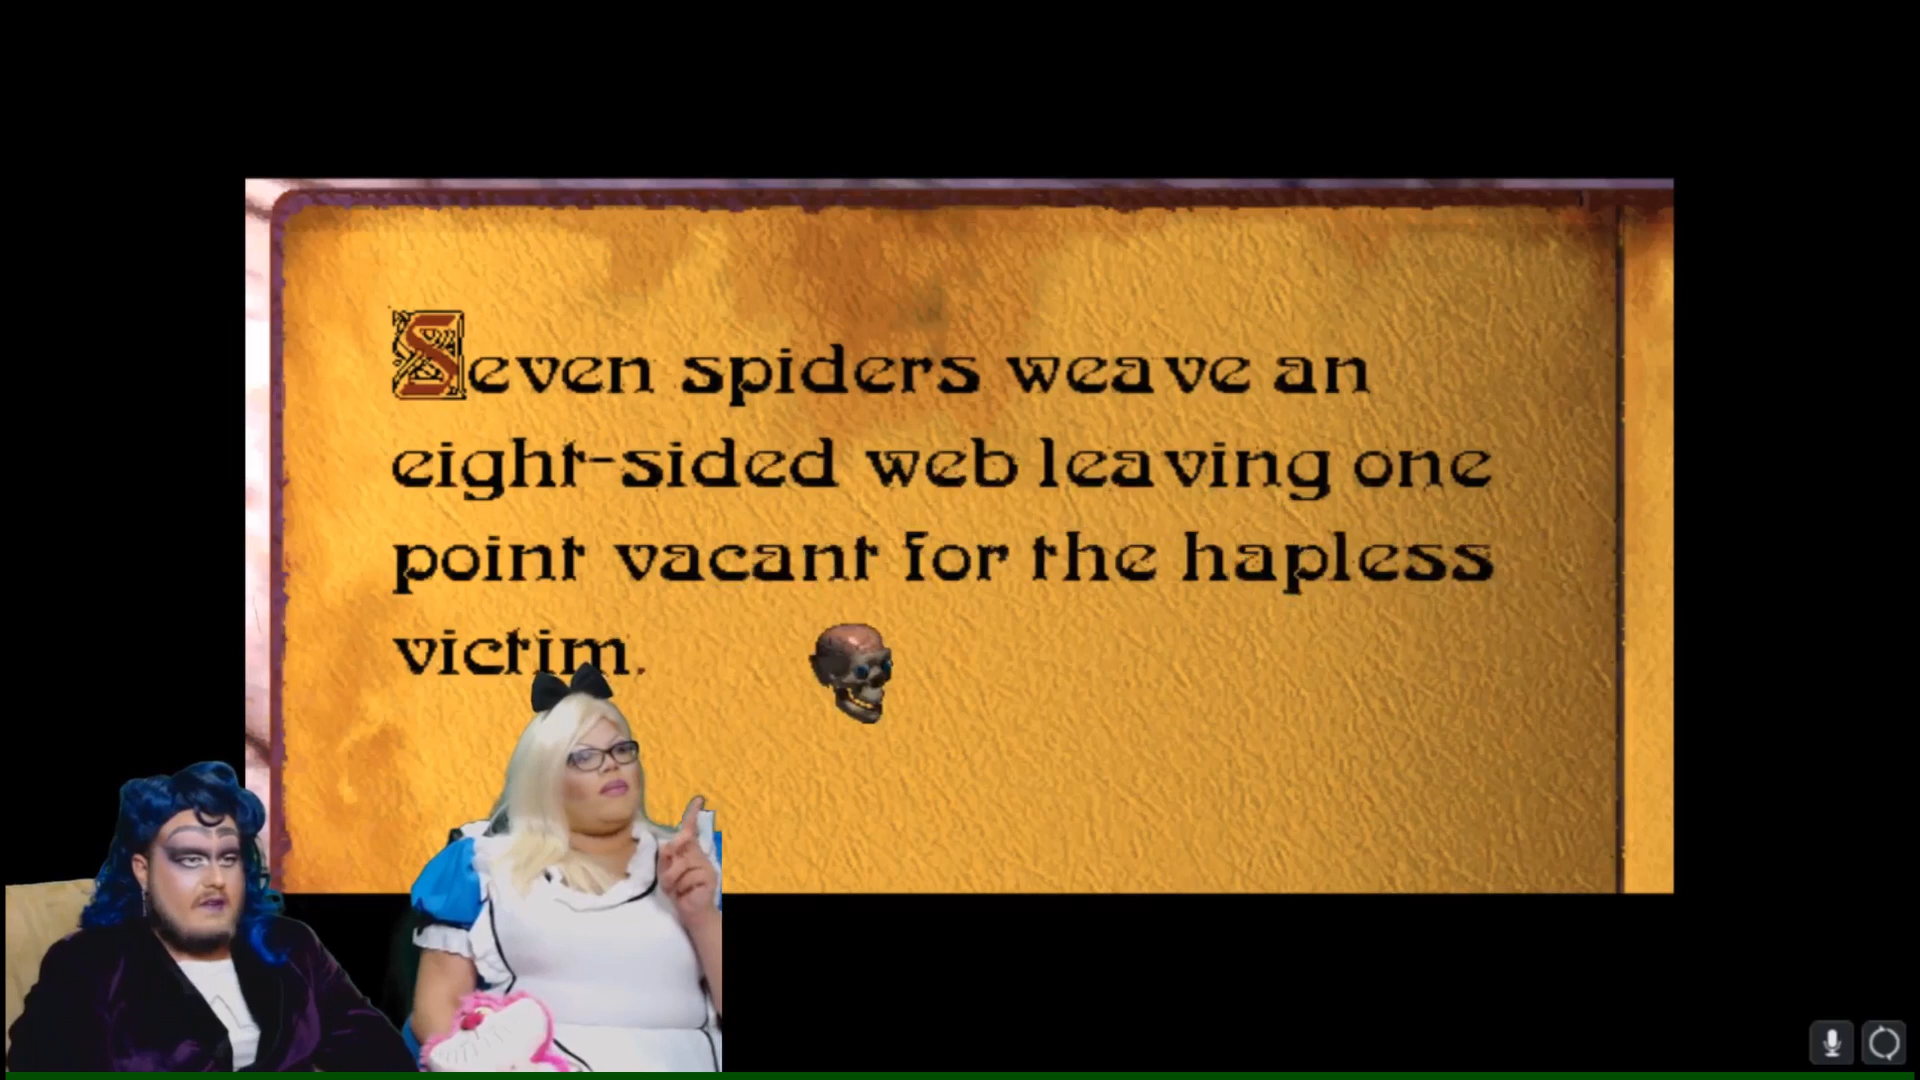 Seven spiders weave an
eight-sided web leaving one
point vacant for the hapless
victim.